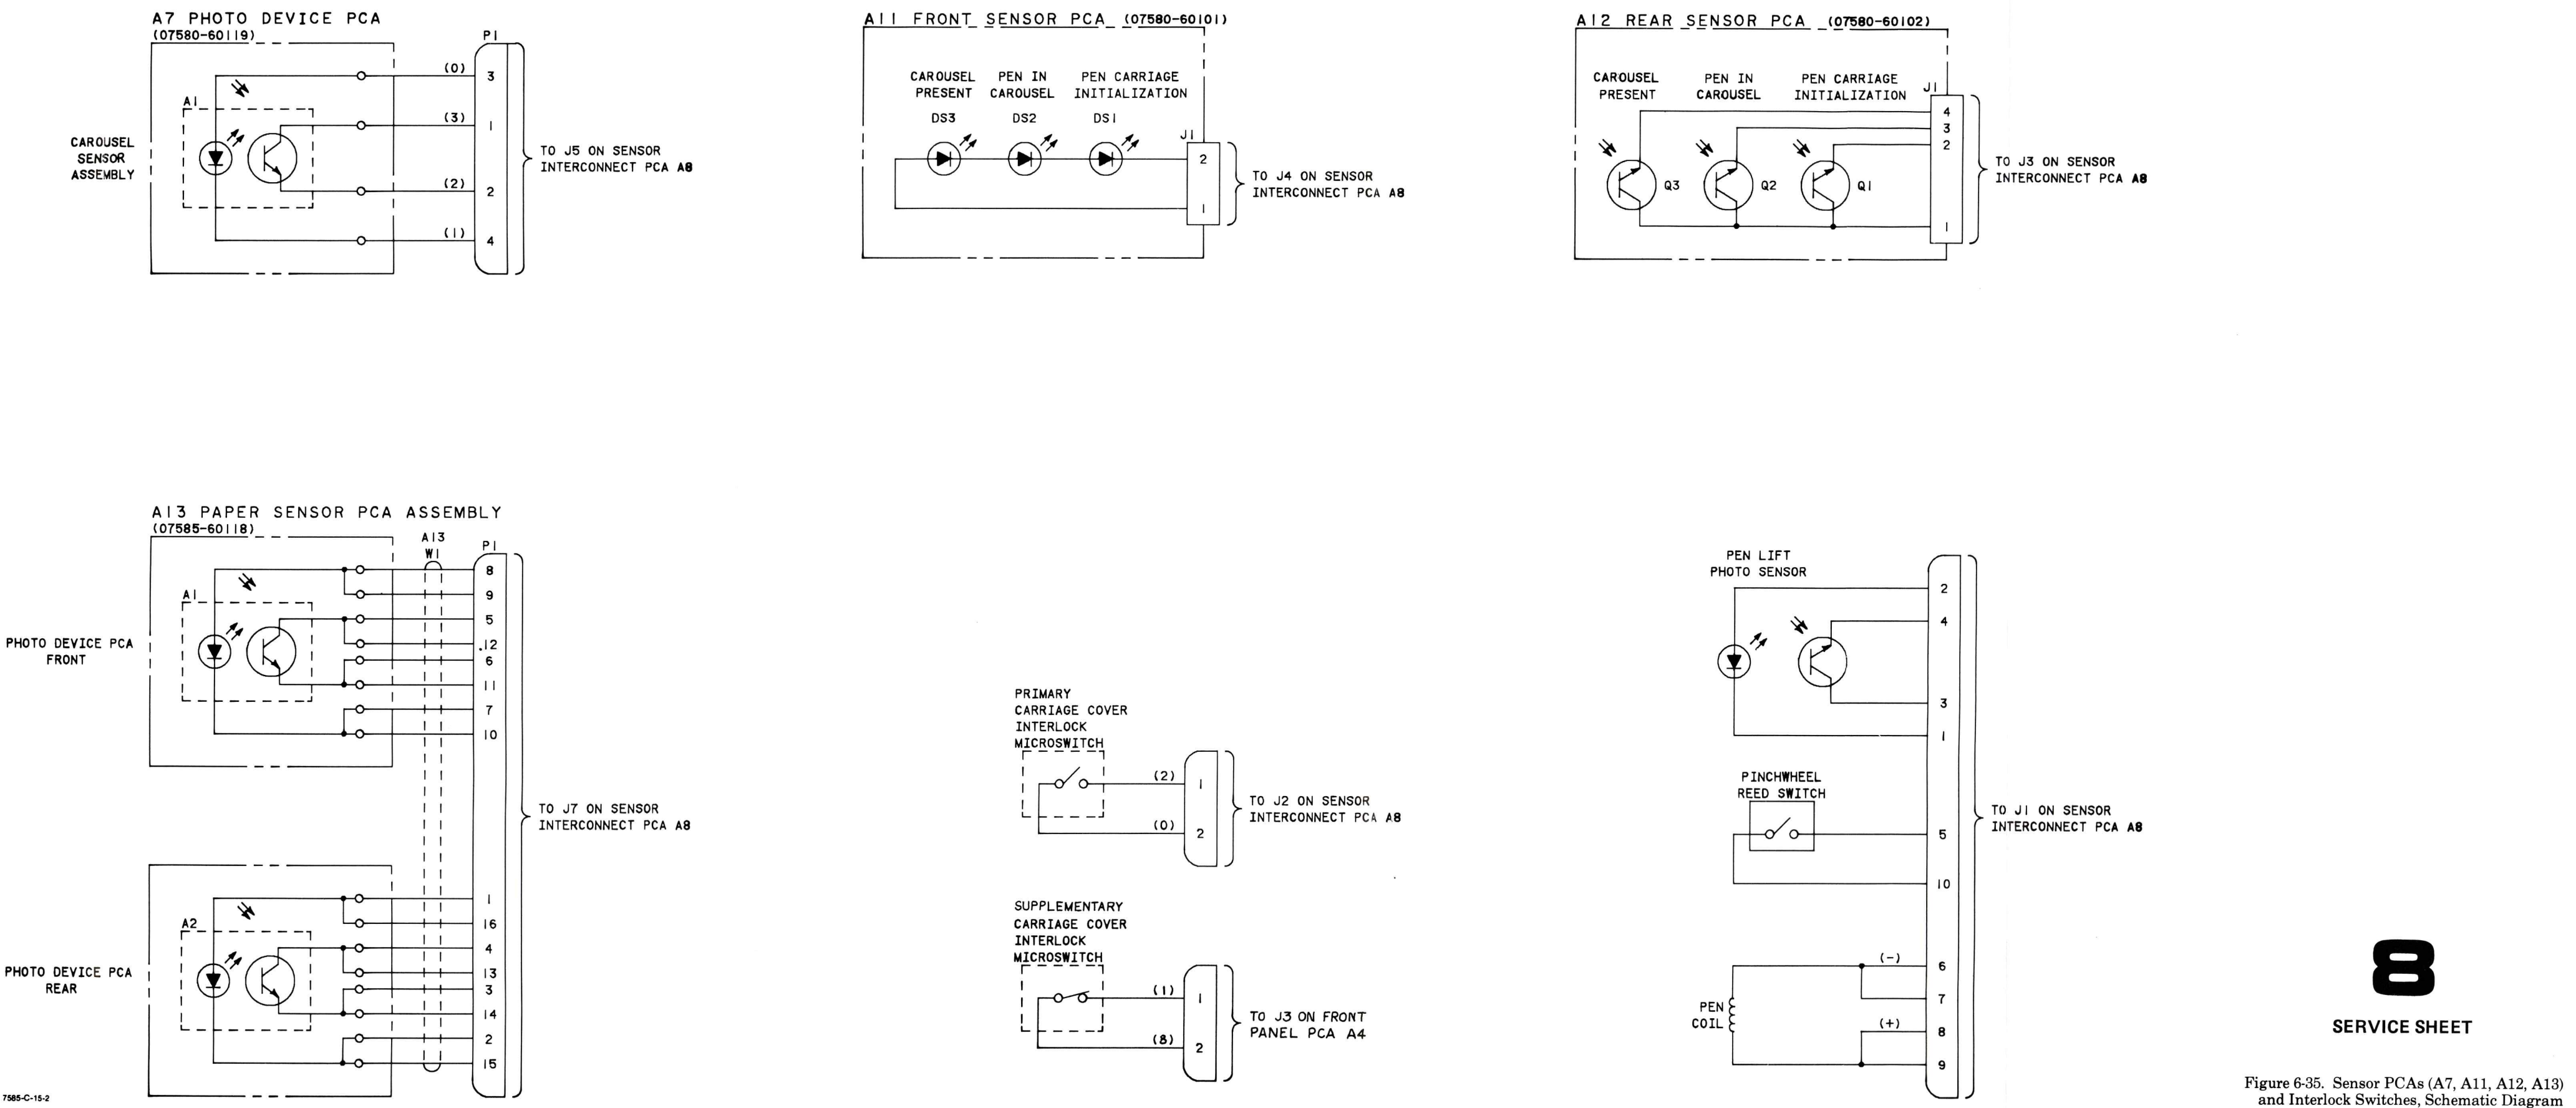 A7 PHOTO DEVICE PCA
(07580-60119)
P1
(0) 3
A1
(3) 1
CAROUSEL
SENSOR
ASSEMBLY
TO J5 ON SENSOR
INTERCONNECT PCA A8
(2) 2
(1) 4
A11 FRONT SENSOR PCA (07580-60101)
CAROUSEL
PRESENT
PEN IN
CAROUSEL
PEN CARRIAGE
INITIALIZATION
DS3
DS2
DS1
J1
2
1
TO J4 ON SENSOR
INTERCONNECT PCA A8
A12 REAR SENSOR PCA (07580-60102)
CAROUSEL
PRESENT
PEN IN
CAROUSEL
PEN CARRIAGE
INITIALIZATION
J1
4
3
2
Q3
Q2
Q1
1
TO J3 ON SENSOR
INTERCONNECT PCA A8
A13 PAPER SENSOR PCA ASSEMBLY
(07585-60118)
A13
W1
P1
8
9
A1
5
12
PHOTO DEVICE PCA
FRONT
6
11
7
10
TO J7 ON SENSOR
INTERCONNECT PCA A8
1
16
A2
4
13
PHOTO DEVICE PCA
REAR
3
14
2
15
PRIMARY
CARRIAGE COVER
INTERLOCK
MICROSWITCH
(2) 1
(0) 2
TO J2 ON SENSOR
INTERCONNECT PCA A8
SUPPLEMENTARY
CARRIAGE COVER
INTERLOCK
MICROSWITCH
(1) 1
(8) 2
TO J3 ON FRONT
PANEL PCA A4
PEN LIFT
PHOTO SENSOR
2
4
3
1
PINCHWHEEL
REED SWITCH
5
10
TO J1 ON SENSOR
INTERCONNECT PCA A8
(-) 6
7
PEN
COIL
(+) 8
9
8
SERVICE SHEET
Figure 6-35. Sensor PCAs (A7, A11, A12, A13)
and Interlock Switches, Schematic Diagram
7585-C-15-2